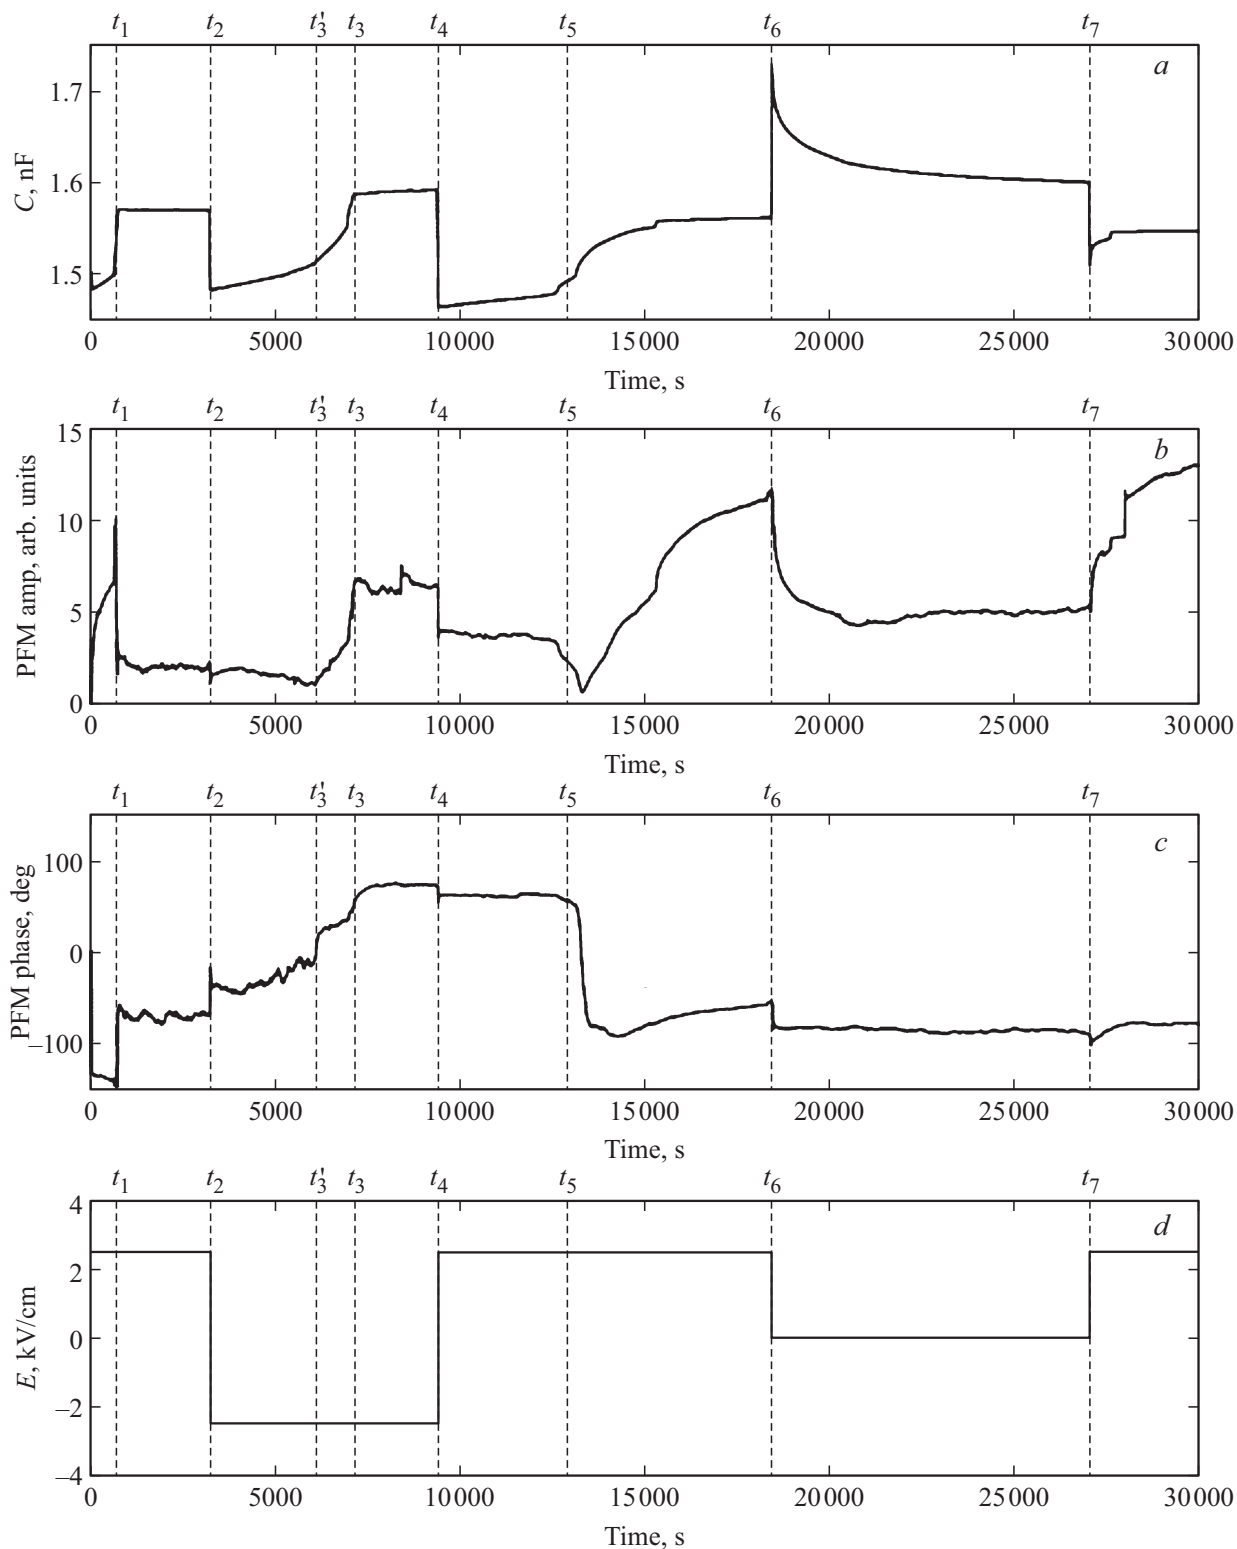 t1 t2 t'3 t3 t4 t5 t6 t7
a
1.7
1.6
1.5
C, nF
0 5000 10000 15000 20000 25000 30000
Time, s
t1 t2 t'3 t3 t4 t5 t6 t7
b
15
10
5
0
PFM amp, arb. units
0 5000 10000 15000 20000 25000 30000
Time, s
t1 t2 t'3 t3 t4 t5 t6 t7
c
100
0
–100
PFM phase, deg
0 5000 10000 15000 20000 25000 30000
Time, s
t1 t2 t'3 t3 t4 t5 t6 t7
d
4
2
0
–2
–4
E, kV/cm
0 5000 10000 15000 20000 25000 30000
Time, s